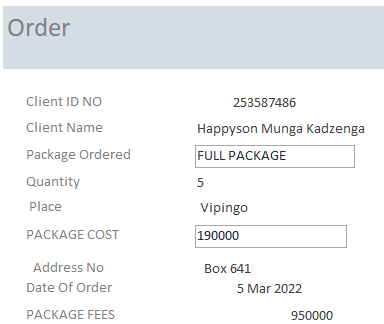 Order
Client ID NO 253587486
Client Name Happyson Munga Kadzenga
Package Ordered FULL PACKAGE
Quantity 5
Place Vipingo
PACKAGE COST 190000
Address No Box 641
Date Of Order 5 Mar 2022
PACKAGE FEES 950000